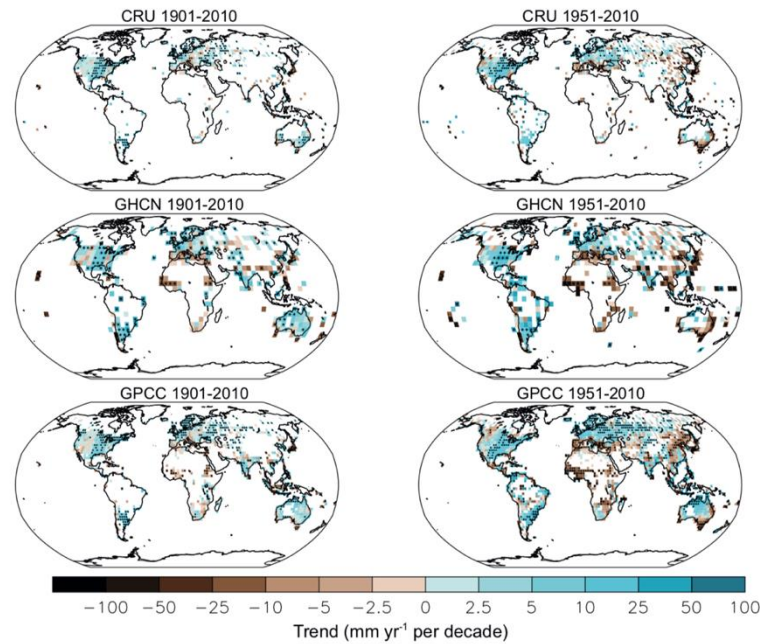 CRU 1901-2010
CRU 1951-2010
GHCN 1901-2010
GHCN 1951-2010
GPCC 1901-2010
GPCC 1951-2010
−100 −50 −25 −10 −5 −2.5 0 2.5 5 10 25 50 100
Trend (mm yr⁻¹ per decade)